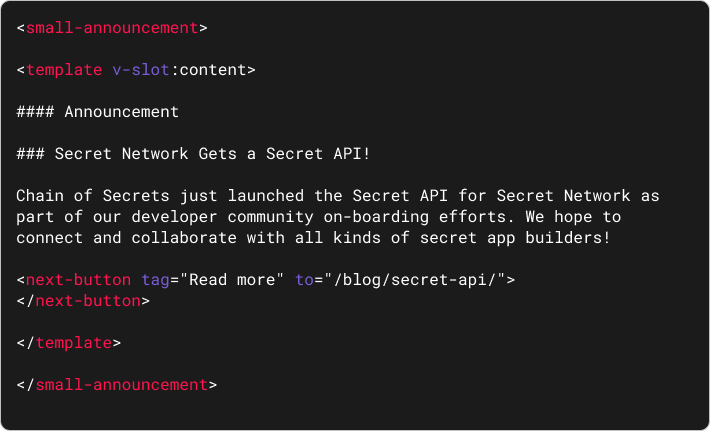 <small-announcement>
<template v-slot:content>
#### Announcement
### Secret Network Gets a Secret API!
Chain of Secrets just launched the Secret API for Secret Network as
part of our developer community on-boarding efforts. We hope to
connect and collaborate with all kinds of secret app builders!
<next-button tag="Read more" to="/blog/secret-api/">
</next-button>
</template>
</small-announcement>